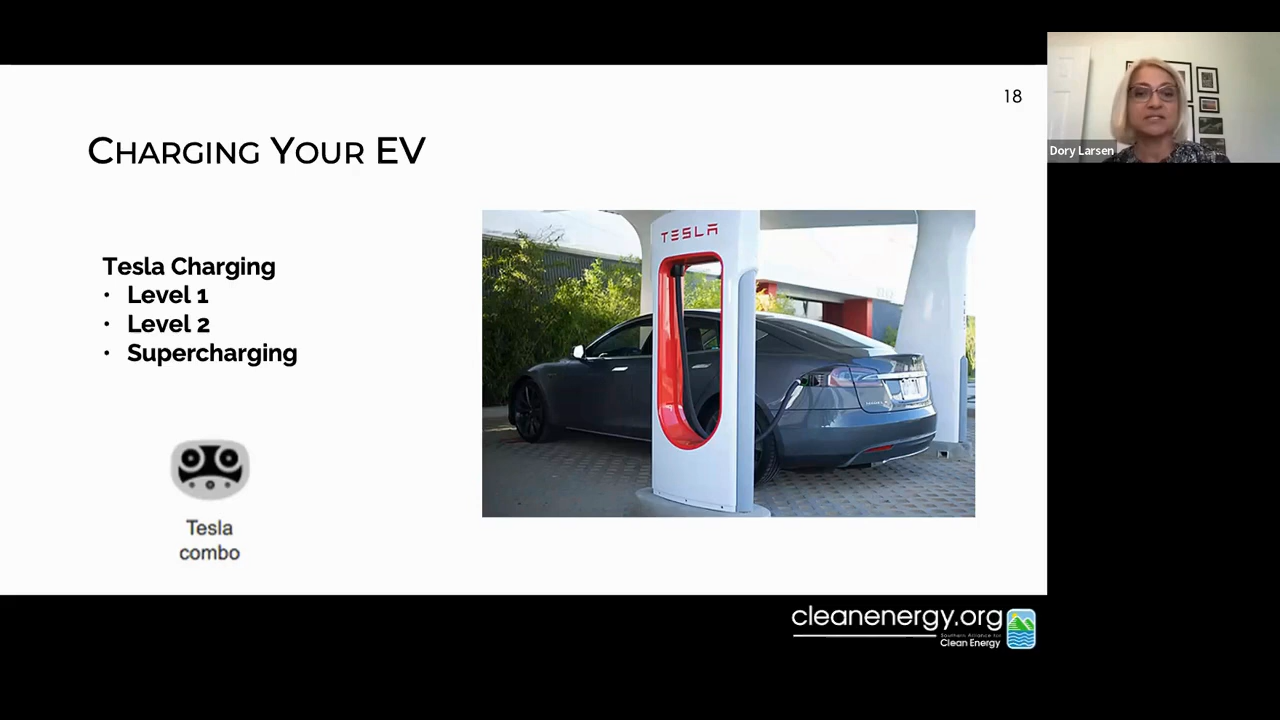 18
CHARGING YOUR EV
Tesla Charging
• Level 1
• Level 2
• Supercharging
Tesla
combo
TESLA
Dory Larsen
cleanenergy.org
Southern Alliance for
Clean Energy